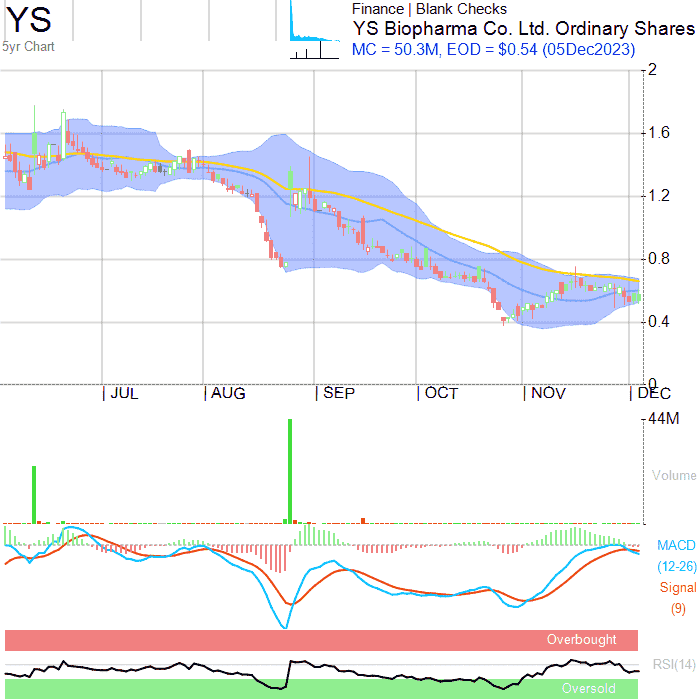 YS
5yr Chart
Finance | Blank Checks
YS Biopharma Co. Ltd. Ordinary Shares
MC = 50.3M, EOD = $0.54 (05Dec2023)
2
1.6
1.2
0.8
0.4
0
JUL AUG SEP OCT NOV DEC
44M
Volume
MACD
(12-26)
Signal
(9)
Overbought
RSI(14)
Oversold